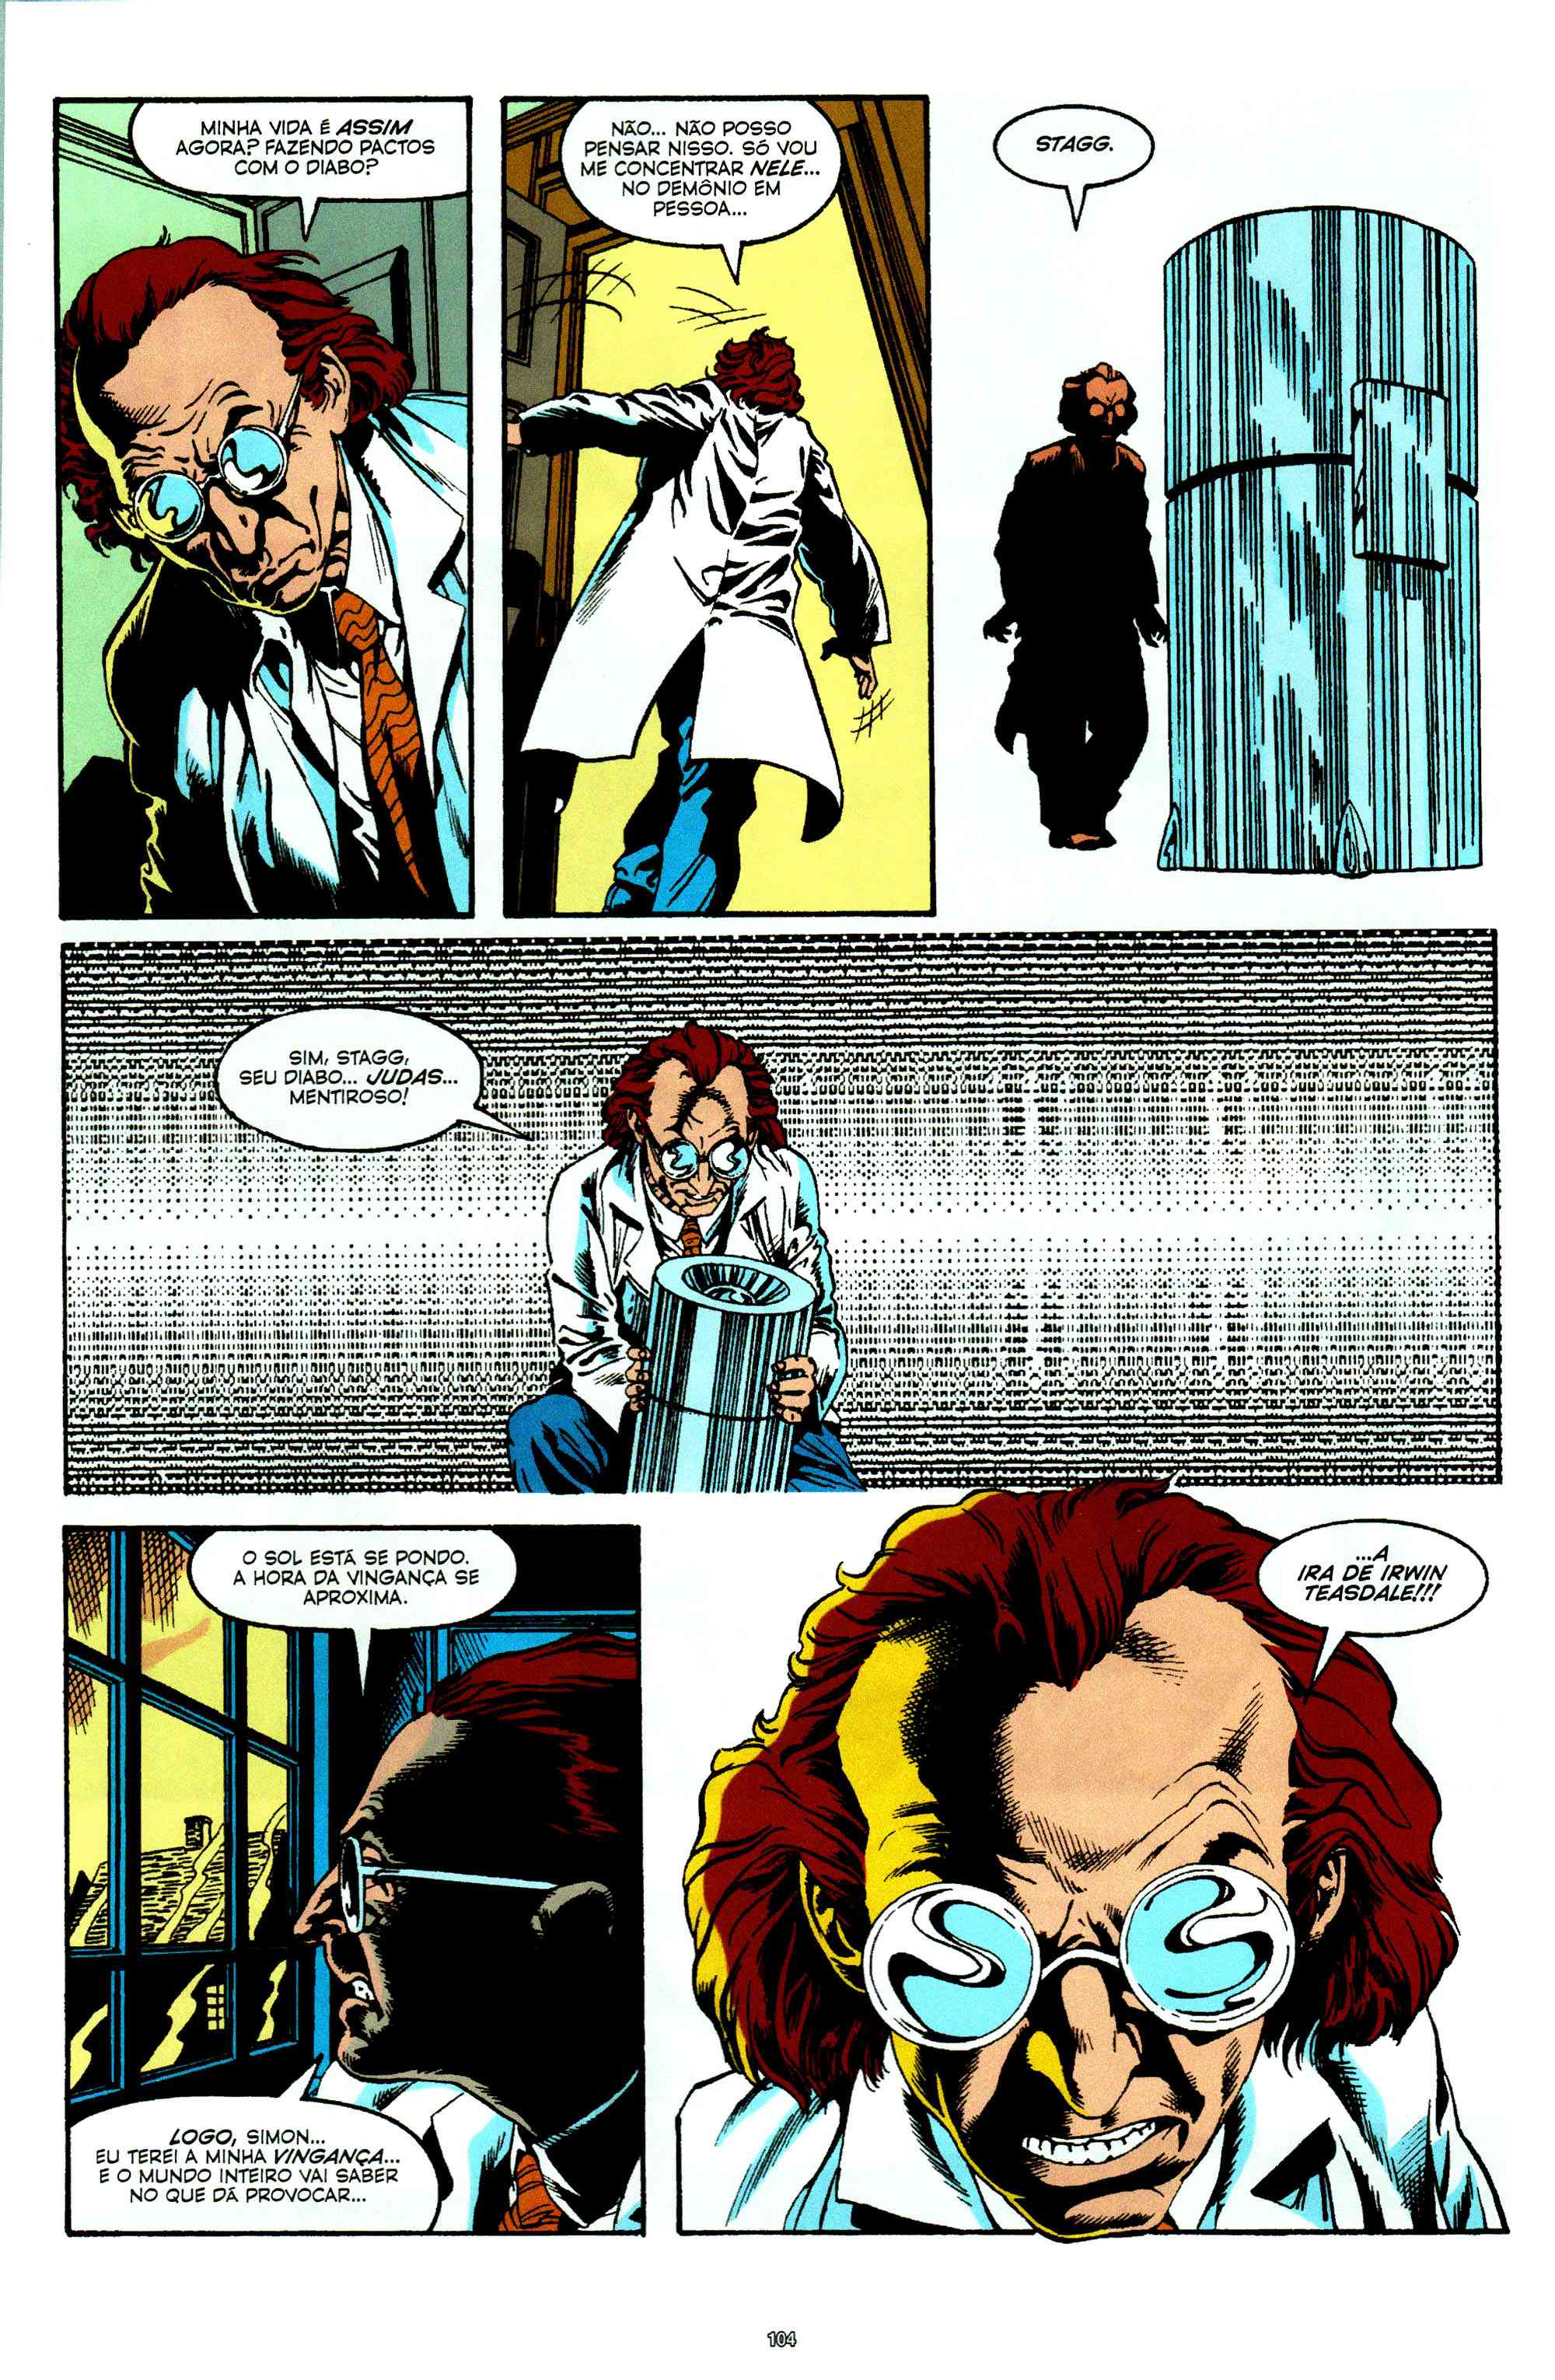 MINHA VIDA É ASSIM
AGORA? FAZENDO PACTOS
COM O DIABO?
NÃO... NÃO POSSO
PENSAR NISSO. SÓ VOU
ME CONCENTRAR NELE...
NO DEMÔNIO EM
PESSOA...
STAGG.
SIM, STAGG,
SEU DIABO... JUDAS...
MENTIROSO!
O SOL ESTÁ SE PONDO.
A HORA DA VINGANÇA SE
APROXIMA.
LOGO, SIMON...
EU TEREI A MINHA VINGANÇA...
E O MUNDO INTEIRO VAI SABER
NO QUE DÁ PROVOCAR...
...A
IRA DE IRWIN
TEASDALE!!!
104